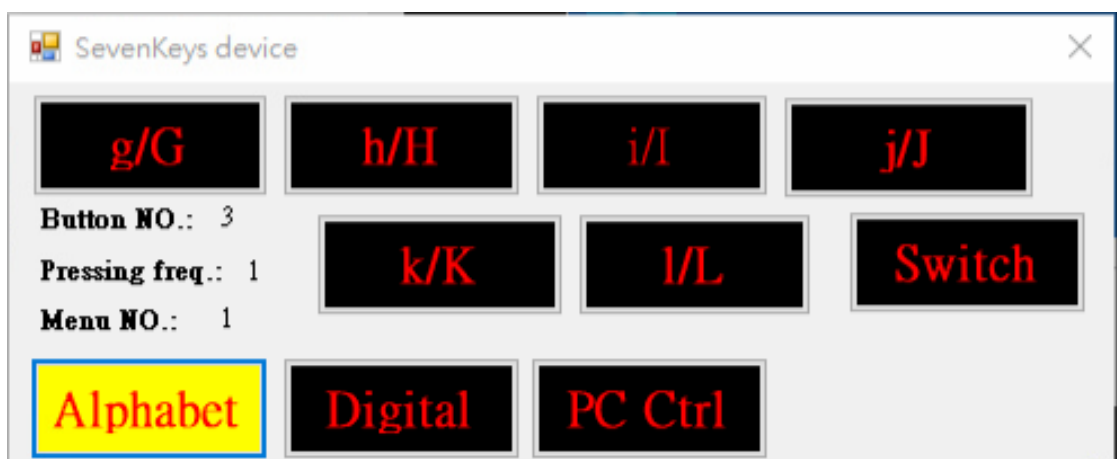 SevenKeys device
g/G h/H i/I j/J
Button NO.: 3
k/K l/L Switch
Pressing freq.: 1
Menu NO.: 1
Alphabet Digital PC Ctrl